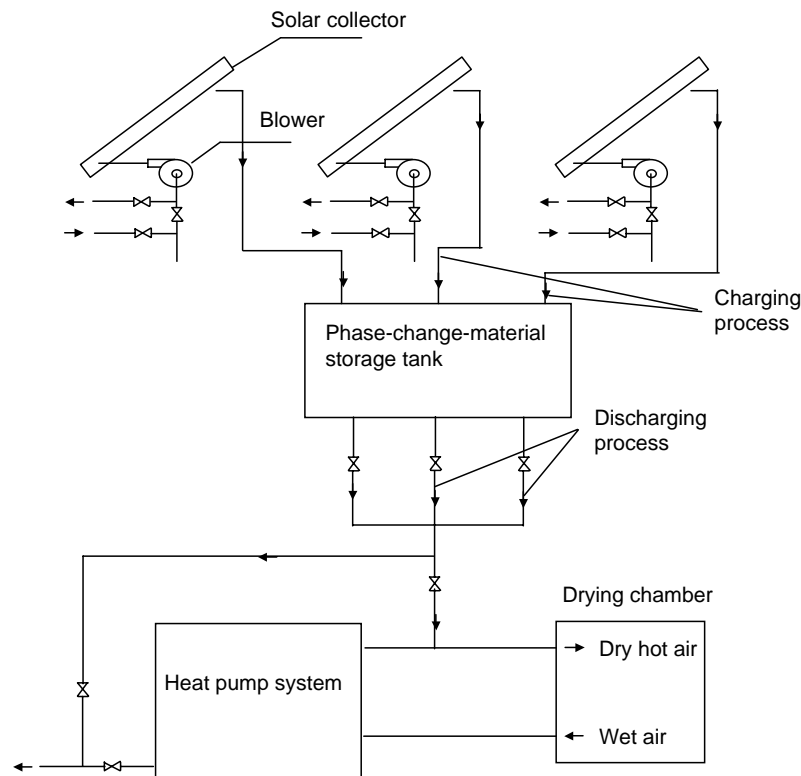 Solar collector
Blower
Charging
process
Phase-change-material
storage tank
Discharging
process
Drying chamber
Dry hot air
Heat pump system
Wet air